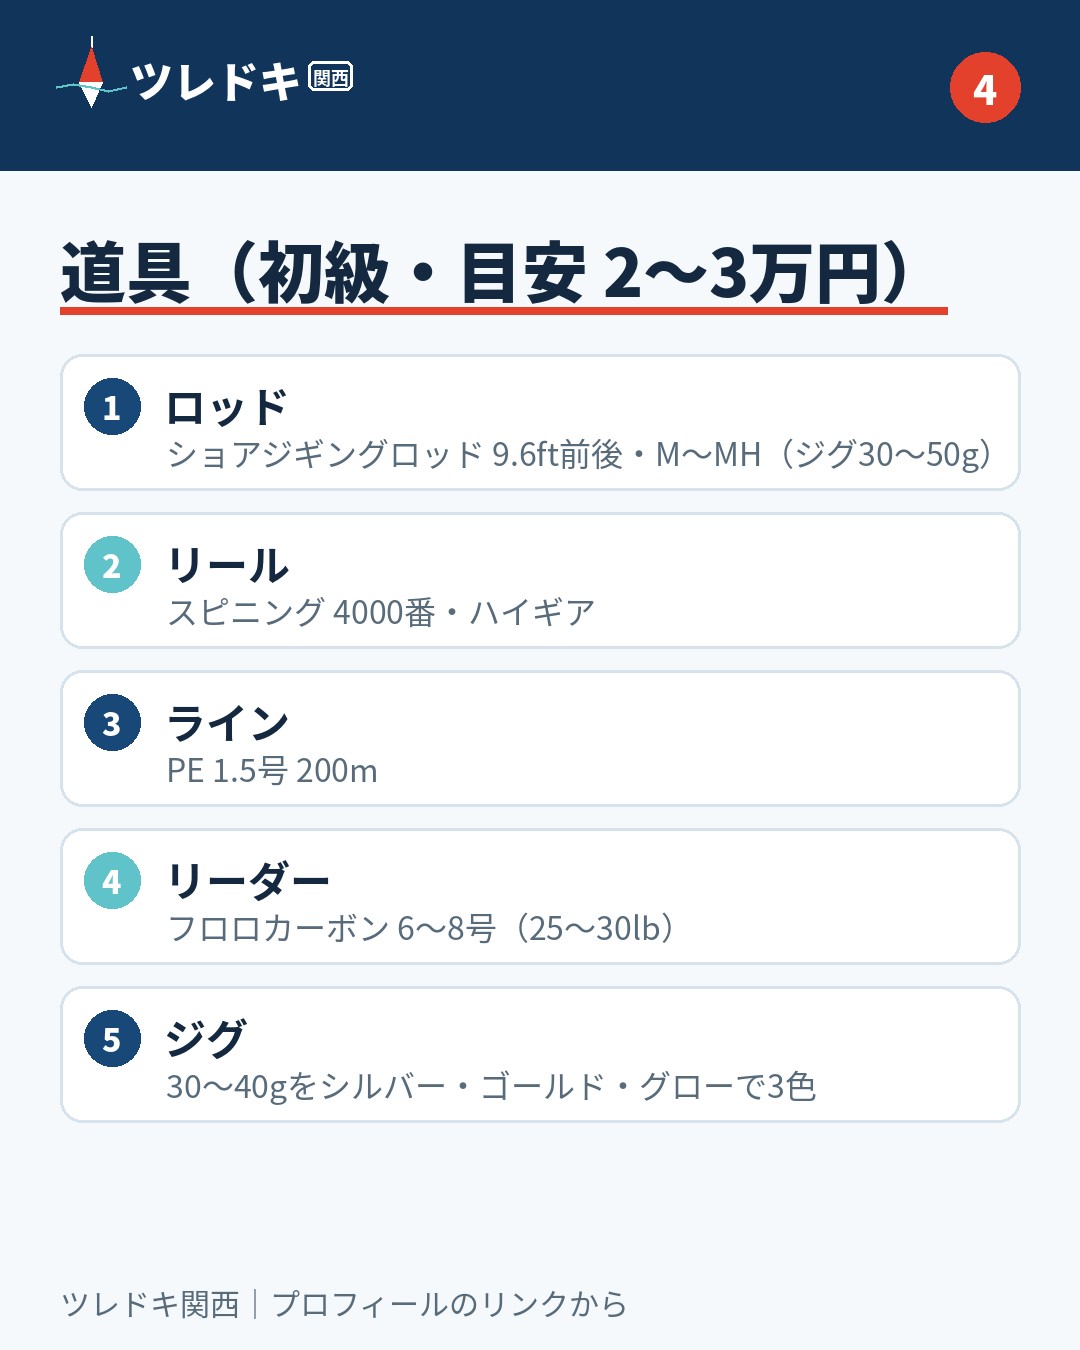 ツレドキ 関西
4
道具（初級・目安 2〜3万円）
1 ロッド
ショアジギングロッド 9.6ft前後・M〜MH（ジグ30〜50g）
2 リール
スピニング 4000番・ハイギア
3 ライン
PE 1.5号 200m
4 リーダー
フロロカーボン 6〜8号（25〜30lb）
5 ジグ
30〜40gをシルバー・ゴールド・グローで3色
ツレドキ関西｜プロフィールのリンクから